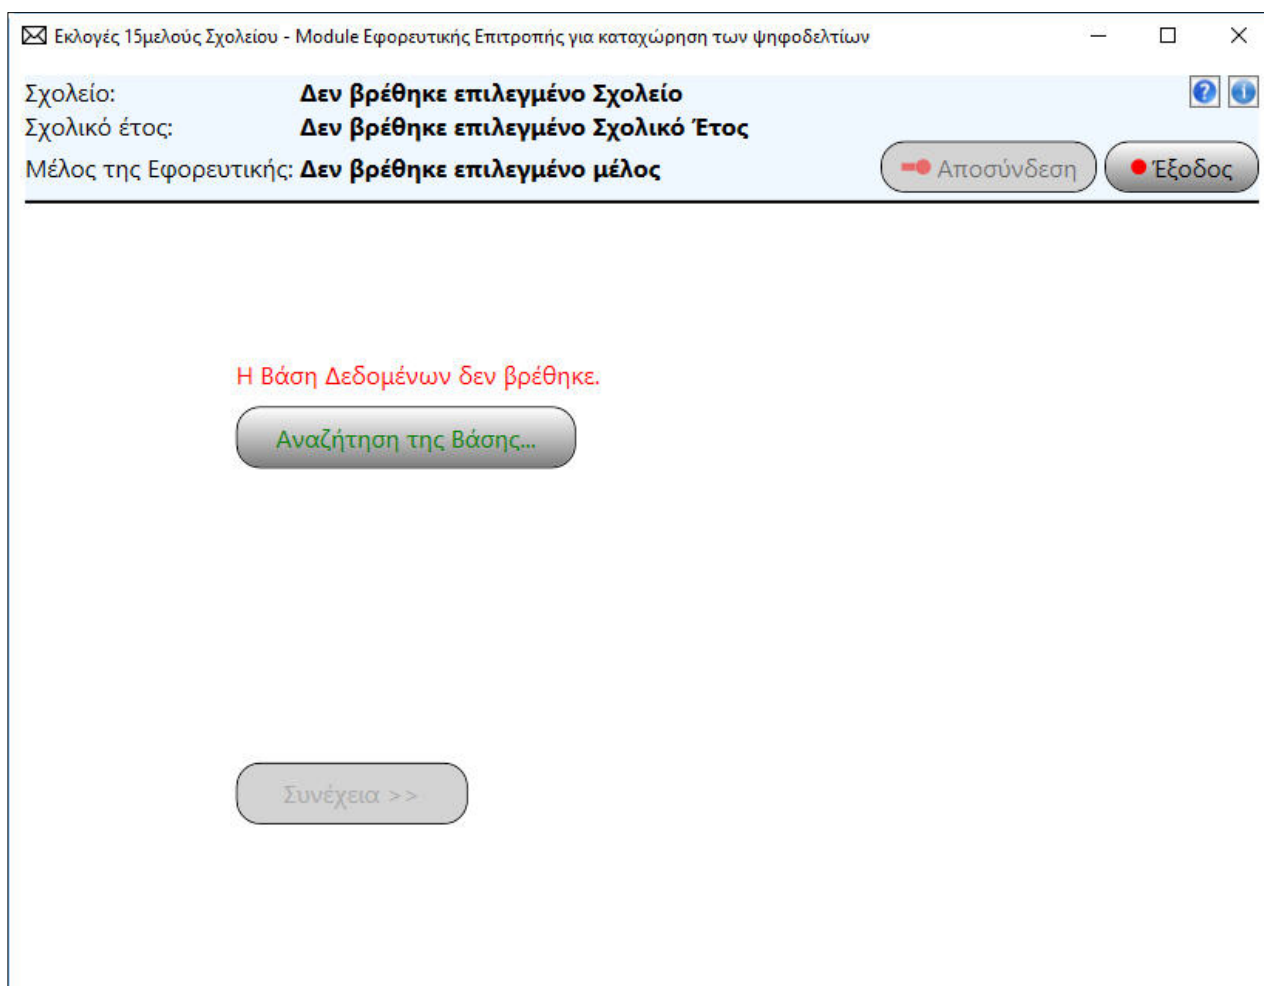 Εκλογές 15μελούς Σχολείου - Module Εφορευτικής Επιτροπής για καταχώρηση των ψηφοδελτίων
Σχολείο: Δεν βρέθηκε επιλεγμένο Σχολείο
Σχολικό έτος: Δεν βρέθηκε επιλεγμένο Σχολικό Έτος
Μέλος της Εφορευτικής: Δεν βρέθηκε επιλεγμένο μέλος Αποσύνδεση Έξοδος
Η Βάση Δεδομένων δεν βρέθηκε.
Αναζήτηση της Βάσης...
Συνέχεια >>